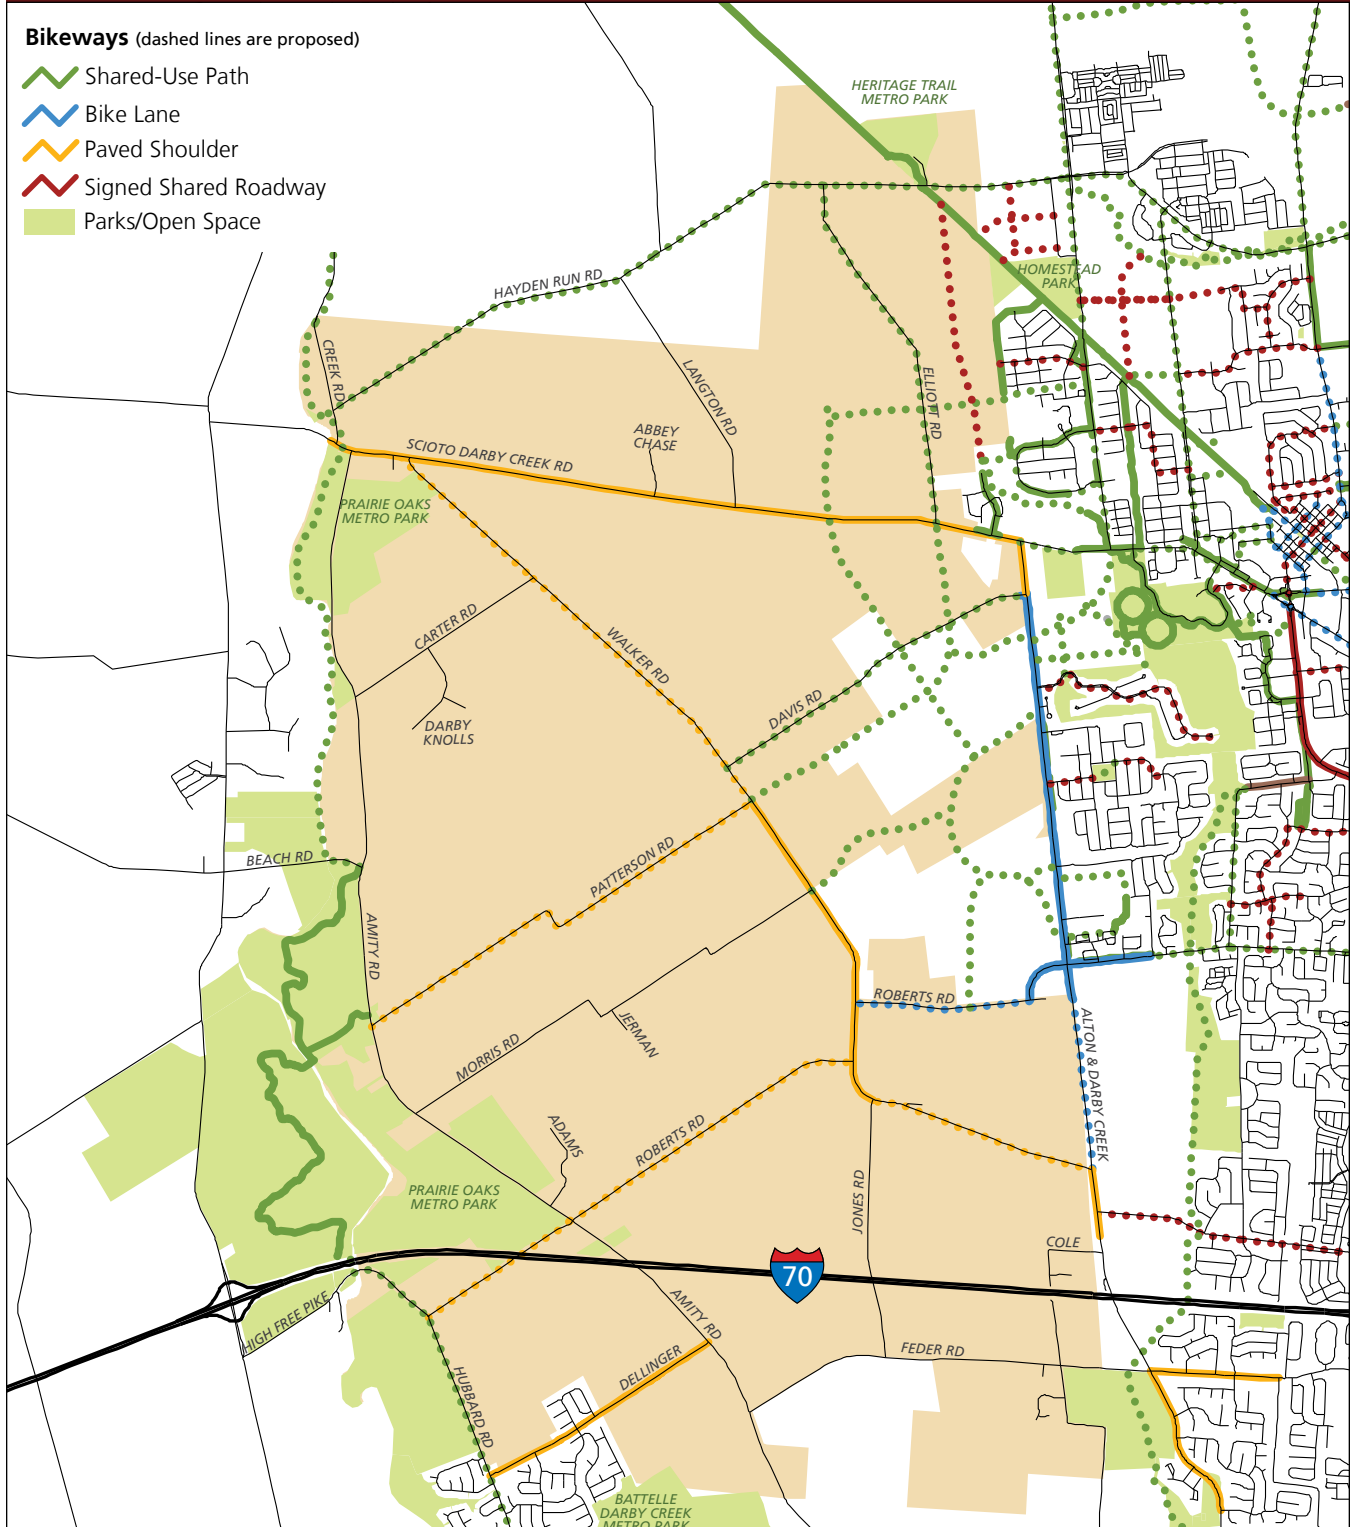 Bikeways (dashed lines are proposed)
Shared-Use Path
Bike Lane
Paved Shoulder
Signed Shared Roadway
Parks/Open Space
HERITAGE TRAIL
METRO PARK
HOMESTEAD
PARK
HAYDEN RUN RD
CREEK RD
LANGTON RD
ELLIOTT RD
ABBEY
CHASE
SCIOTO DARBY CREEK RD
PRAIRIE OAKS
METRO PARK
CARTER RD
WALKER RD
DARBY
KNOLLS
DAVIS RD
BEACH RD
PATTERSON RD
AMITY RD
ROBERTS RD
JERMAN
MORRIS RD
ALTON & DARBY CREEK
ADAMS
ROBERTS RD
PRAIRIE OAKS
METRO PARK
JONES RD
COLE
70
HIGH FREE PIKE
AMITY RD
FEDER RD
DELLINGER
HUBBARD RD
BATTELLE
DARBY CREEK
METRO PARK